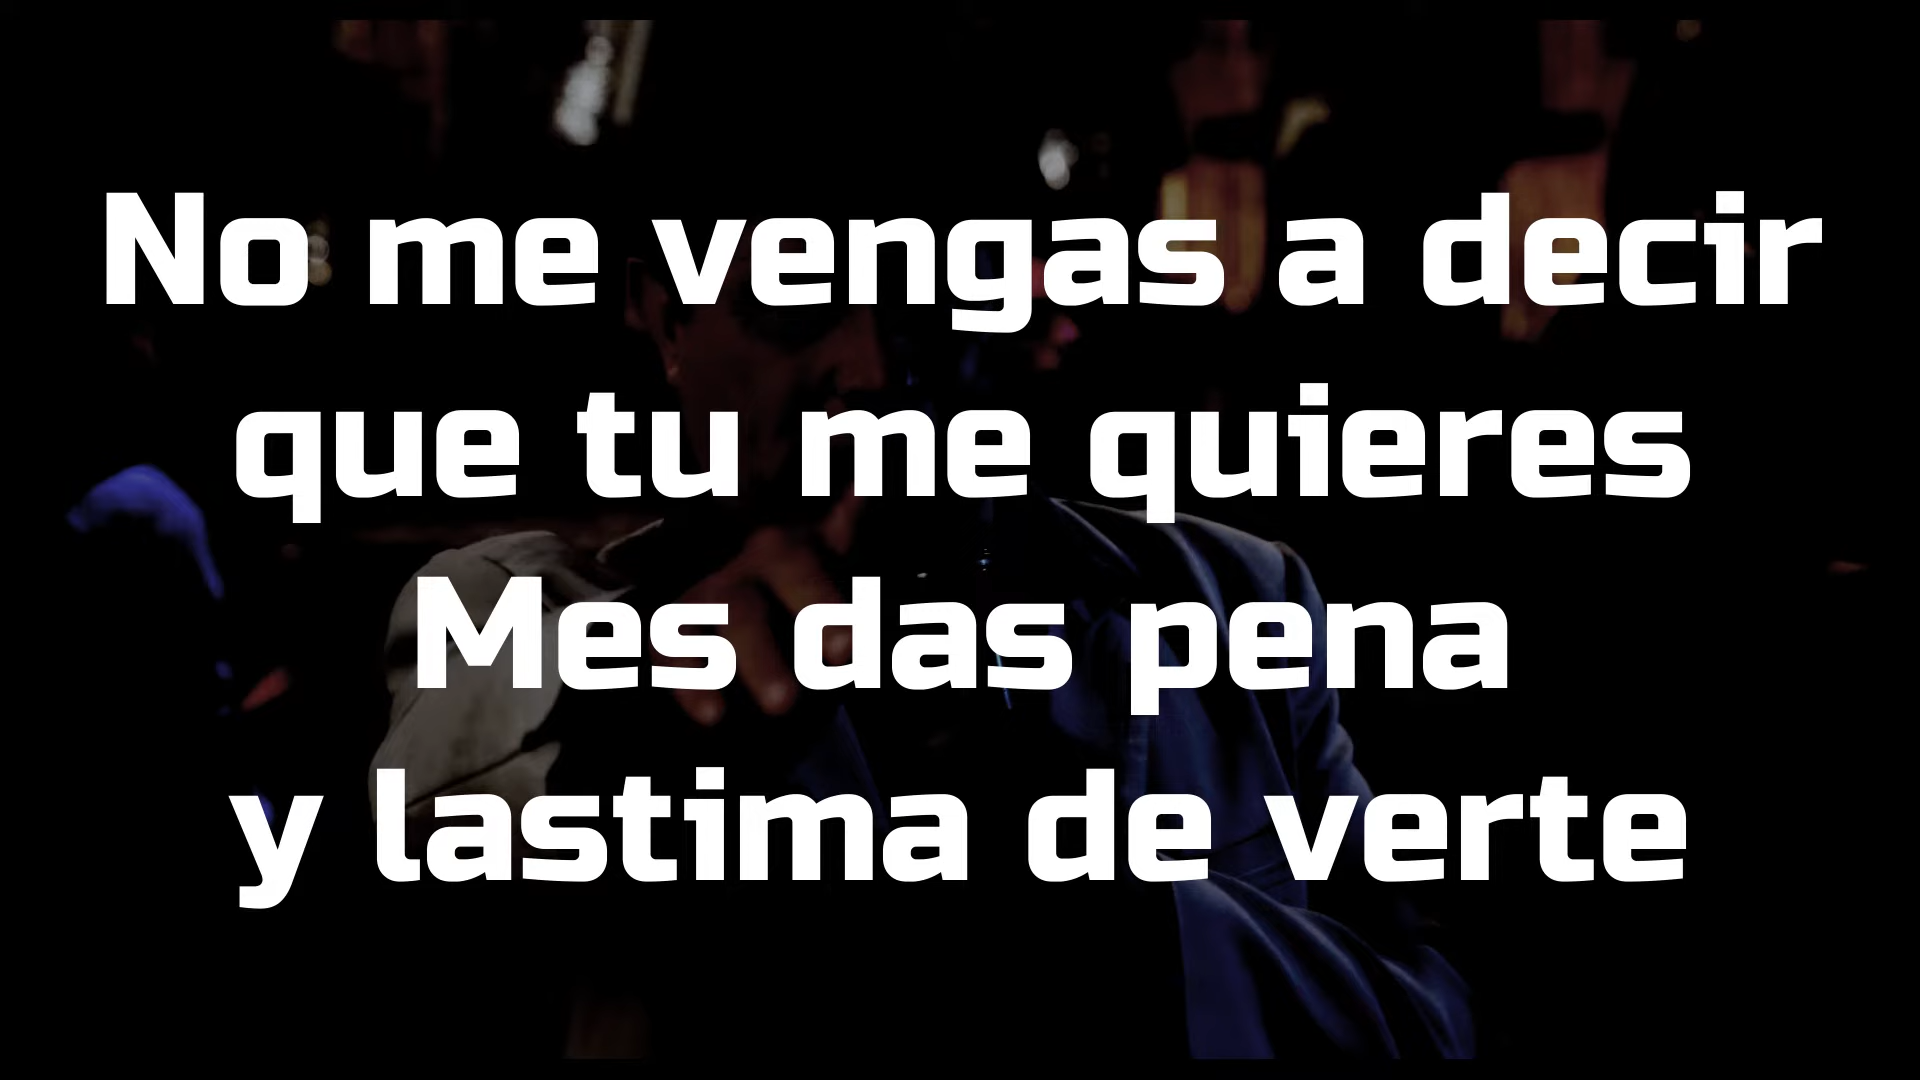 No me vengas a decir
que tu me quieres
Mes das pena
y lastima de verte